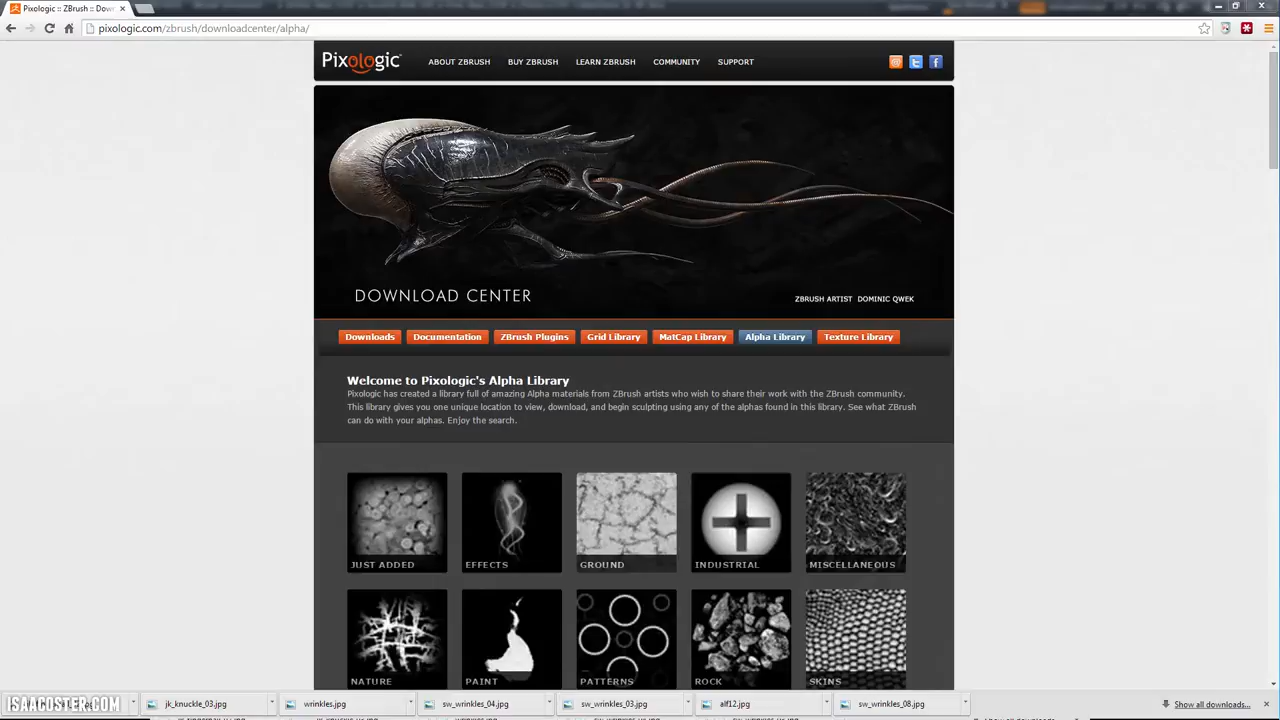 Pixologic :: ZBrush :: Dow
pixologic.com/zbrush/downloadcenter/alpha/
Pixologic
ABOUT ZBRUSH
BUY ZBRUSH
LEARN ZBRUSH
COMMUNITY
SUPPORT
DOWNLOAD CENTER
ZBRUSH ARTIST DOMINIC QWEK
Downloads
Documentation
ZBrush Plugins
Grid Library
MatCap Library
Alpha Library
Texture Library
Welcome to Pixologic's Alpha Library
Pixologic has created a library full of amazing Alpha materials from ZBrush artists who wish to share their work with the ZBrush community.
This library gives you one unique location to view, download, and begin sculpting using any of the alphas found in this library. See what ZBrush
can do with your alphas. Enjoy the search.
JUST ADDED
EFFECTS
GROUND
INDUSTRIAL
MISCELLANEOUS
NATURE
PAINT
PATTERNS
ROCK
SKINS
ISAACOSTER.COM
jk_knuckle_03.jpg
wrinkles.jpg
sw_wrinkles_04.jpg
sw_wrinkles_03.jpg
alf12.jpg
sw_wrinkles_08.jpg
Show all downloads...